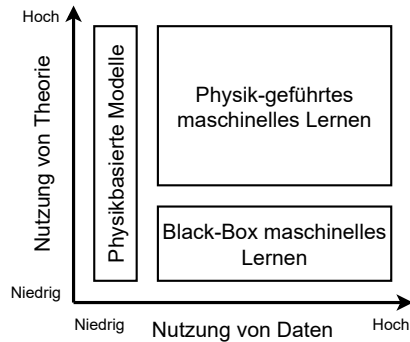 Hoch
Nutzung von Theorie
Physikbasierte Modelle
Physik-geführtes
maschinelles Lernen
Black-Box maschinelles
Lernen
Niedrig
Niedrig
Nutzung von Daten
Hoch